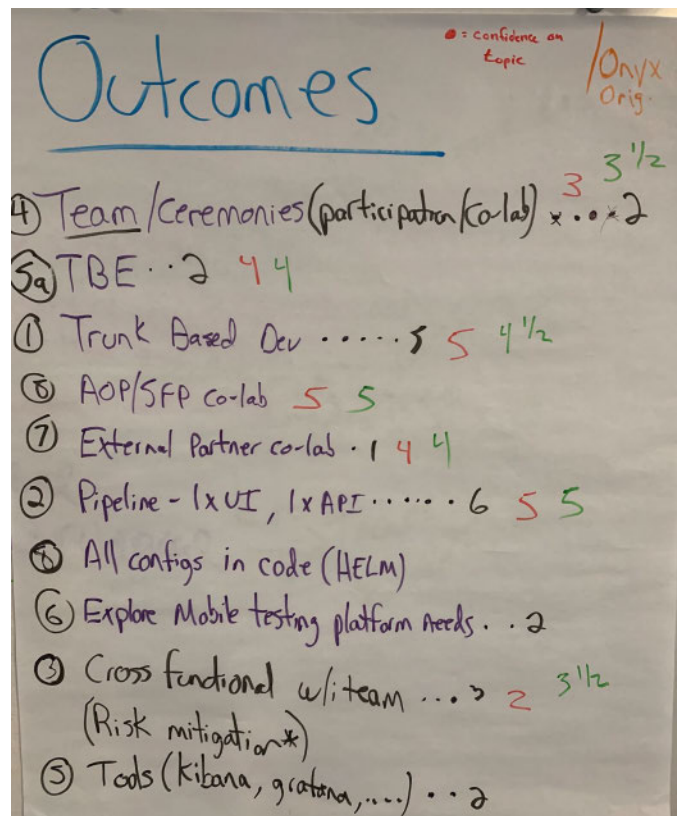 ● = confidence on
topic
/Onyx
Orig.
Outcomes
④ Team/Ceremonies (participation/co-lab) x..x 2 3 3 1/2
5a TBE .. 2 4 4
① Trunk Based Dev ..... 5 5 4 1/2
⑧ AOP/SFP co-lab 5 5
⑦ External Partner co-lab . 1 4 4
② Pipeline - 1x UI, 1x API ...... 6 5 5
⑧ All configs in code (HELM)
⑥ Explore Mobile testing platform needs .. 2
③ Cross functional w/i team ... 3 2 3 1/2
(Risk mitigation*)
⑤ Tools (kibana, grafana, ....) .. 2